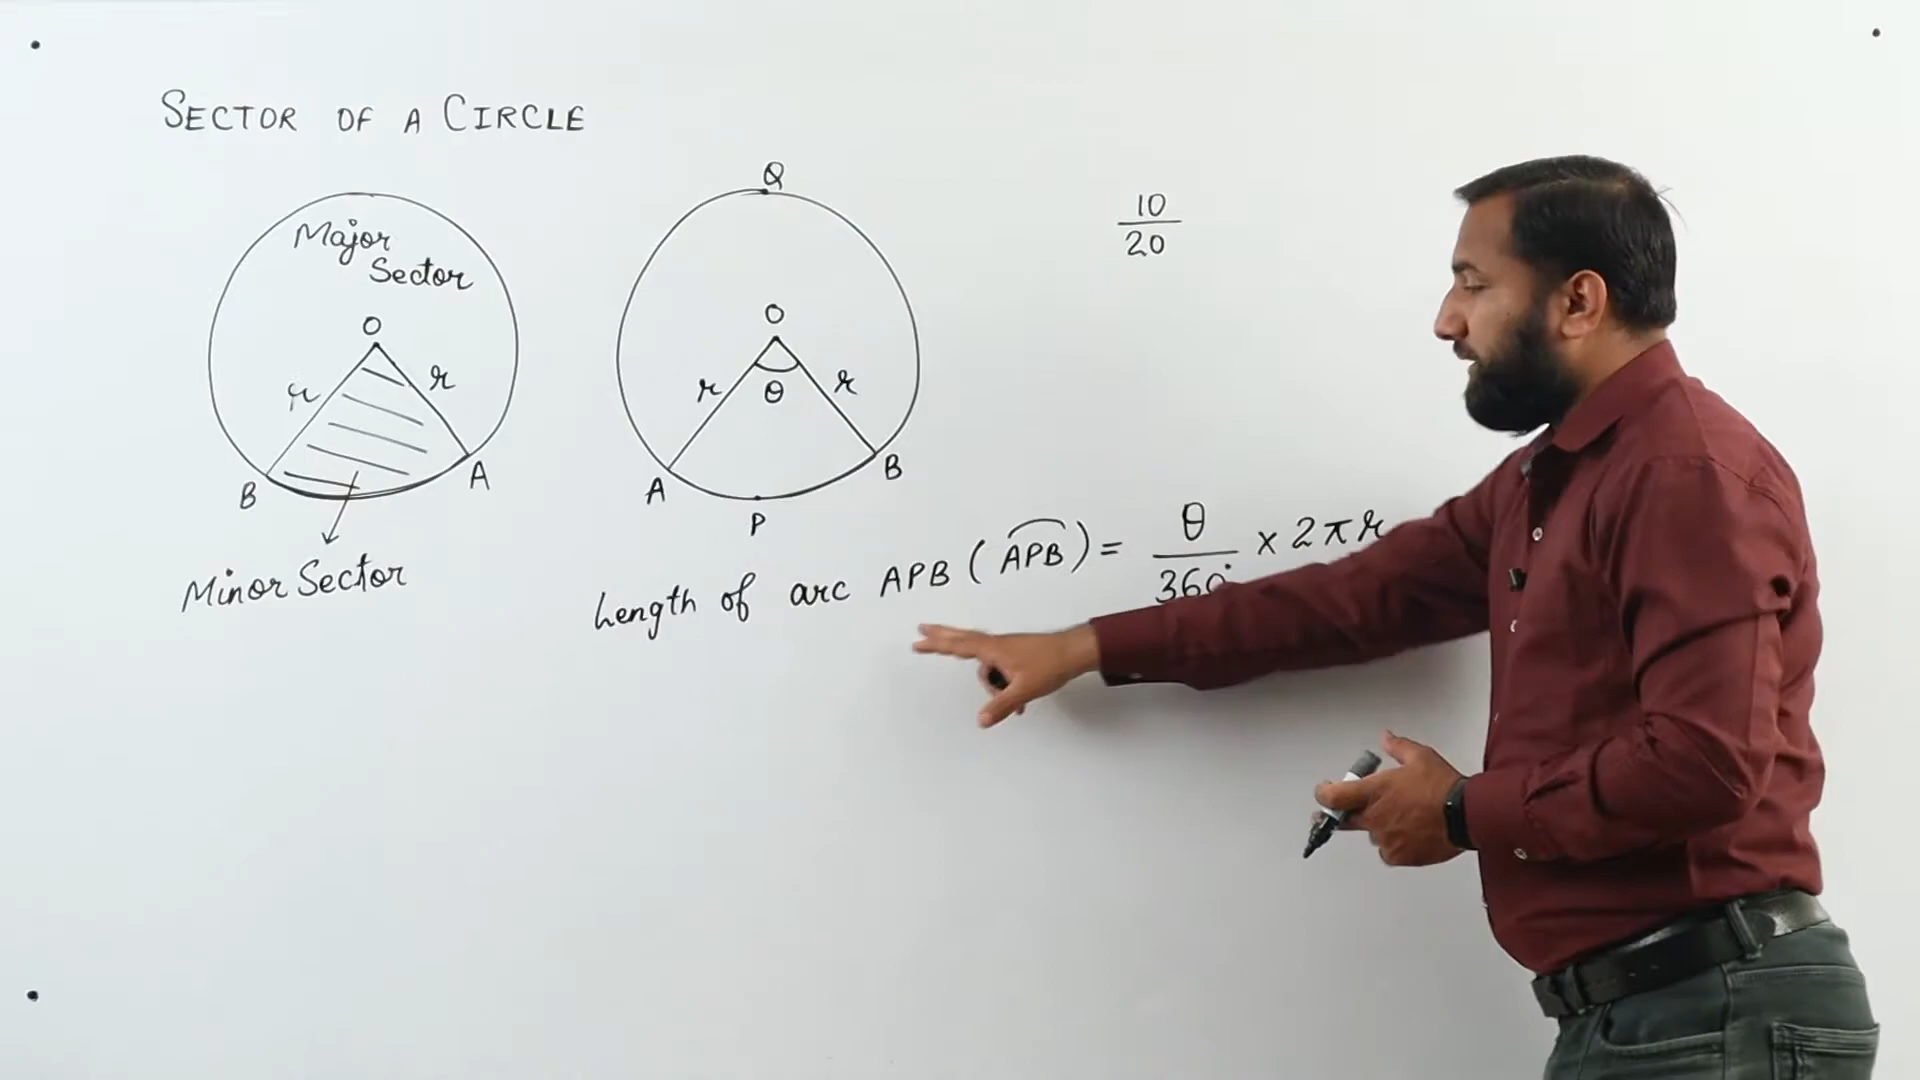 SECTOR OF A CIRCLE
Major
Sector
O
r
r
B
A
Minor Sector
Q
O
r
θ
r
A
B
P
10
20
Length of arc APB (APB) = θ × 2πr
360°